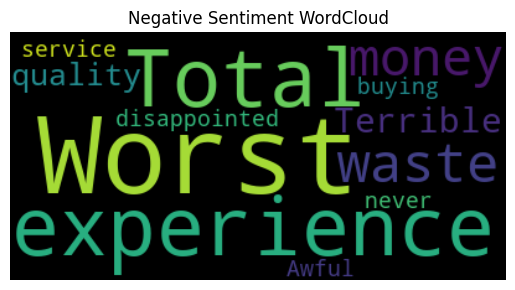 Negative Sentiment WordCloud
service
Total
money
quality
buying
disappointed
Terrible
Worst
waste
never
experience
Awful